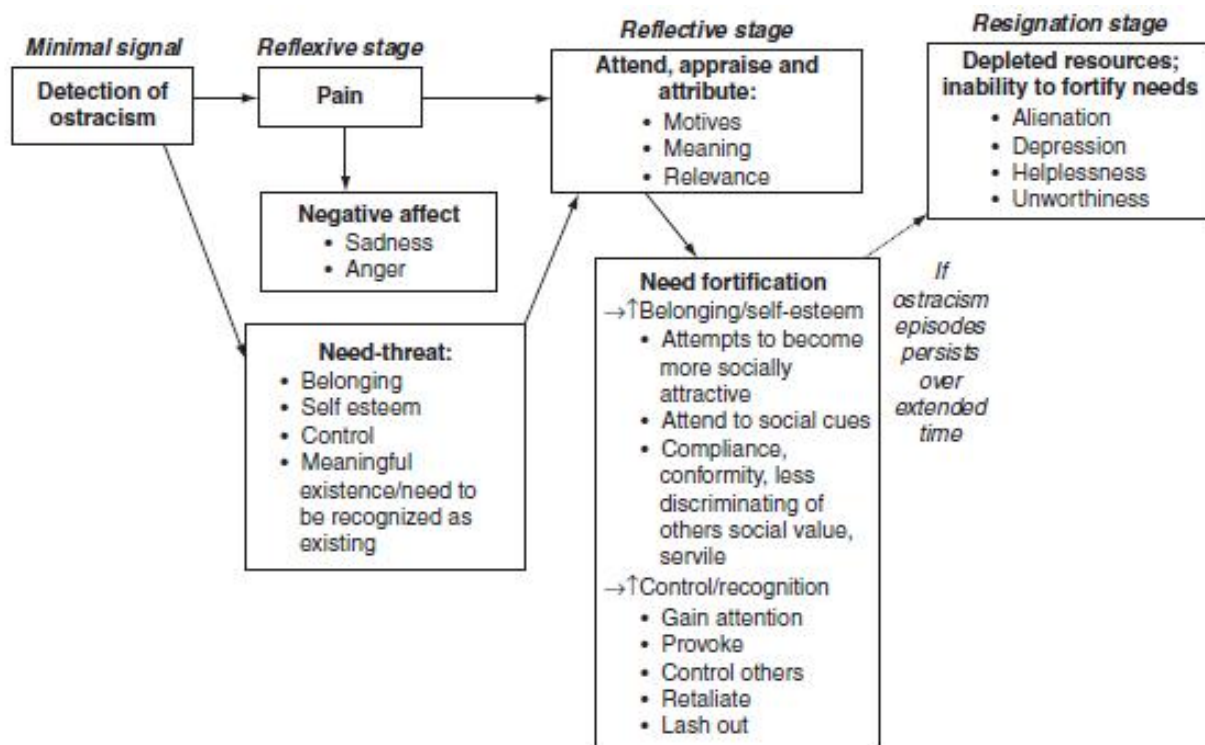 Minimal signal
Detection of
ostracism
Reflexive stage
Pain
Negative affect
• Sadness
• Anger
Need-threat:
• Belonging
• Self esteem
• Control
• Meaningful
existence/need to
be recognized as
existing
Reflective stage
Attend, appraise and
attribute:
• Motives
• Meaning
• Relevance
Need fortification
→↑Belonging/self-esteem
• Attempts to become
more socially
attractive
• Attend to social cues
• Compliance,
conformity, less
discriminating of
others social value,
servile
→↑Control/recognition
• Gain attention
• Provoke
• Control others
• Retaliate
• Lash out
If
ostracism
episodes
persists
over
extended
time
Resignation stage
Depleted resources;
inability to fortify needs
• Alienation
• Depression
• Helplessness
• Unworthiness